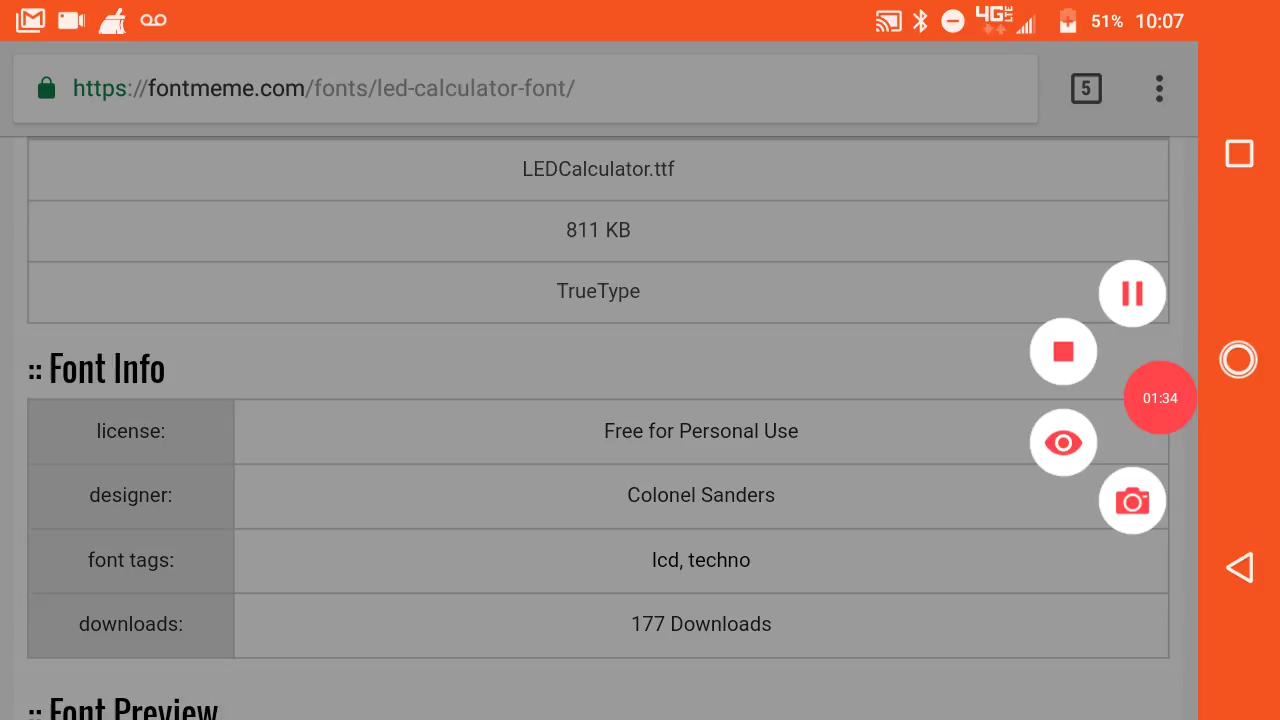 4G LTE 51% 10:07
https://fontmeme.com/fonts/led-calculator-font/ 5
LEDCalculator.ttf
811 KB
TrueType
:: Font Info
license: Free for Personal Use
designer: Colonel Sanders
font tags: lcd, techno
downloads: 177 Downloads
01:34
:: Font Preview